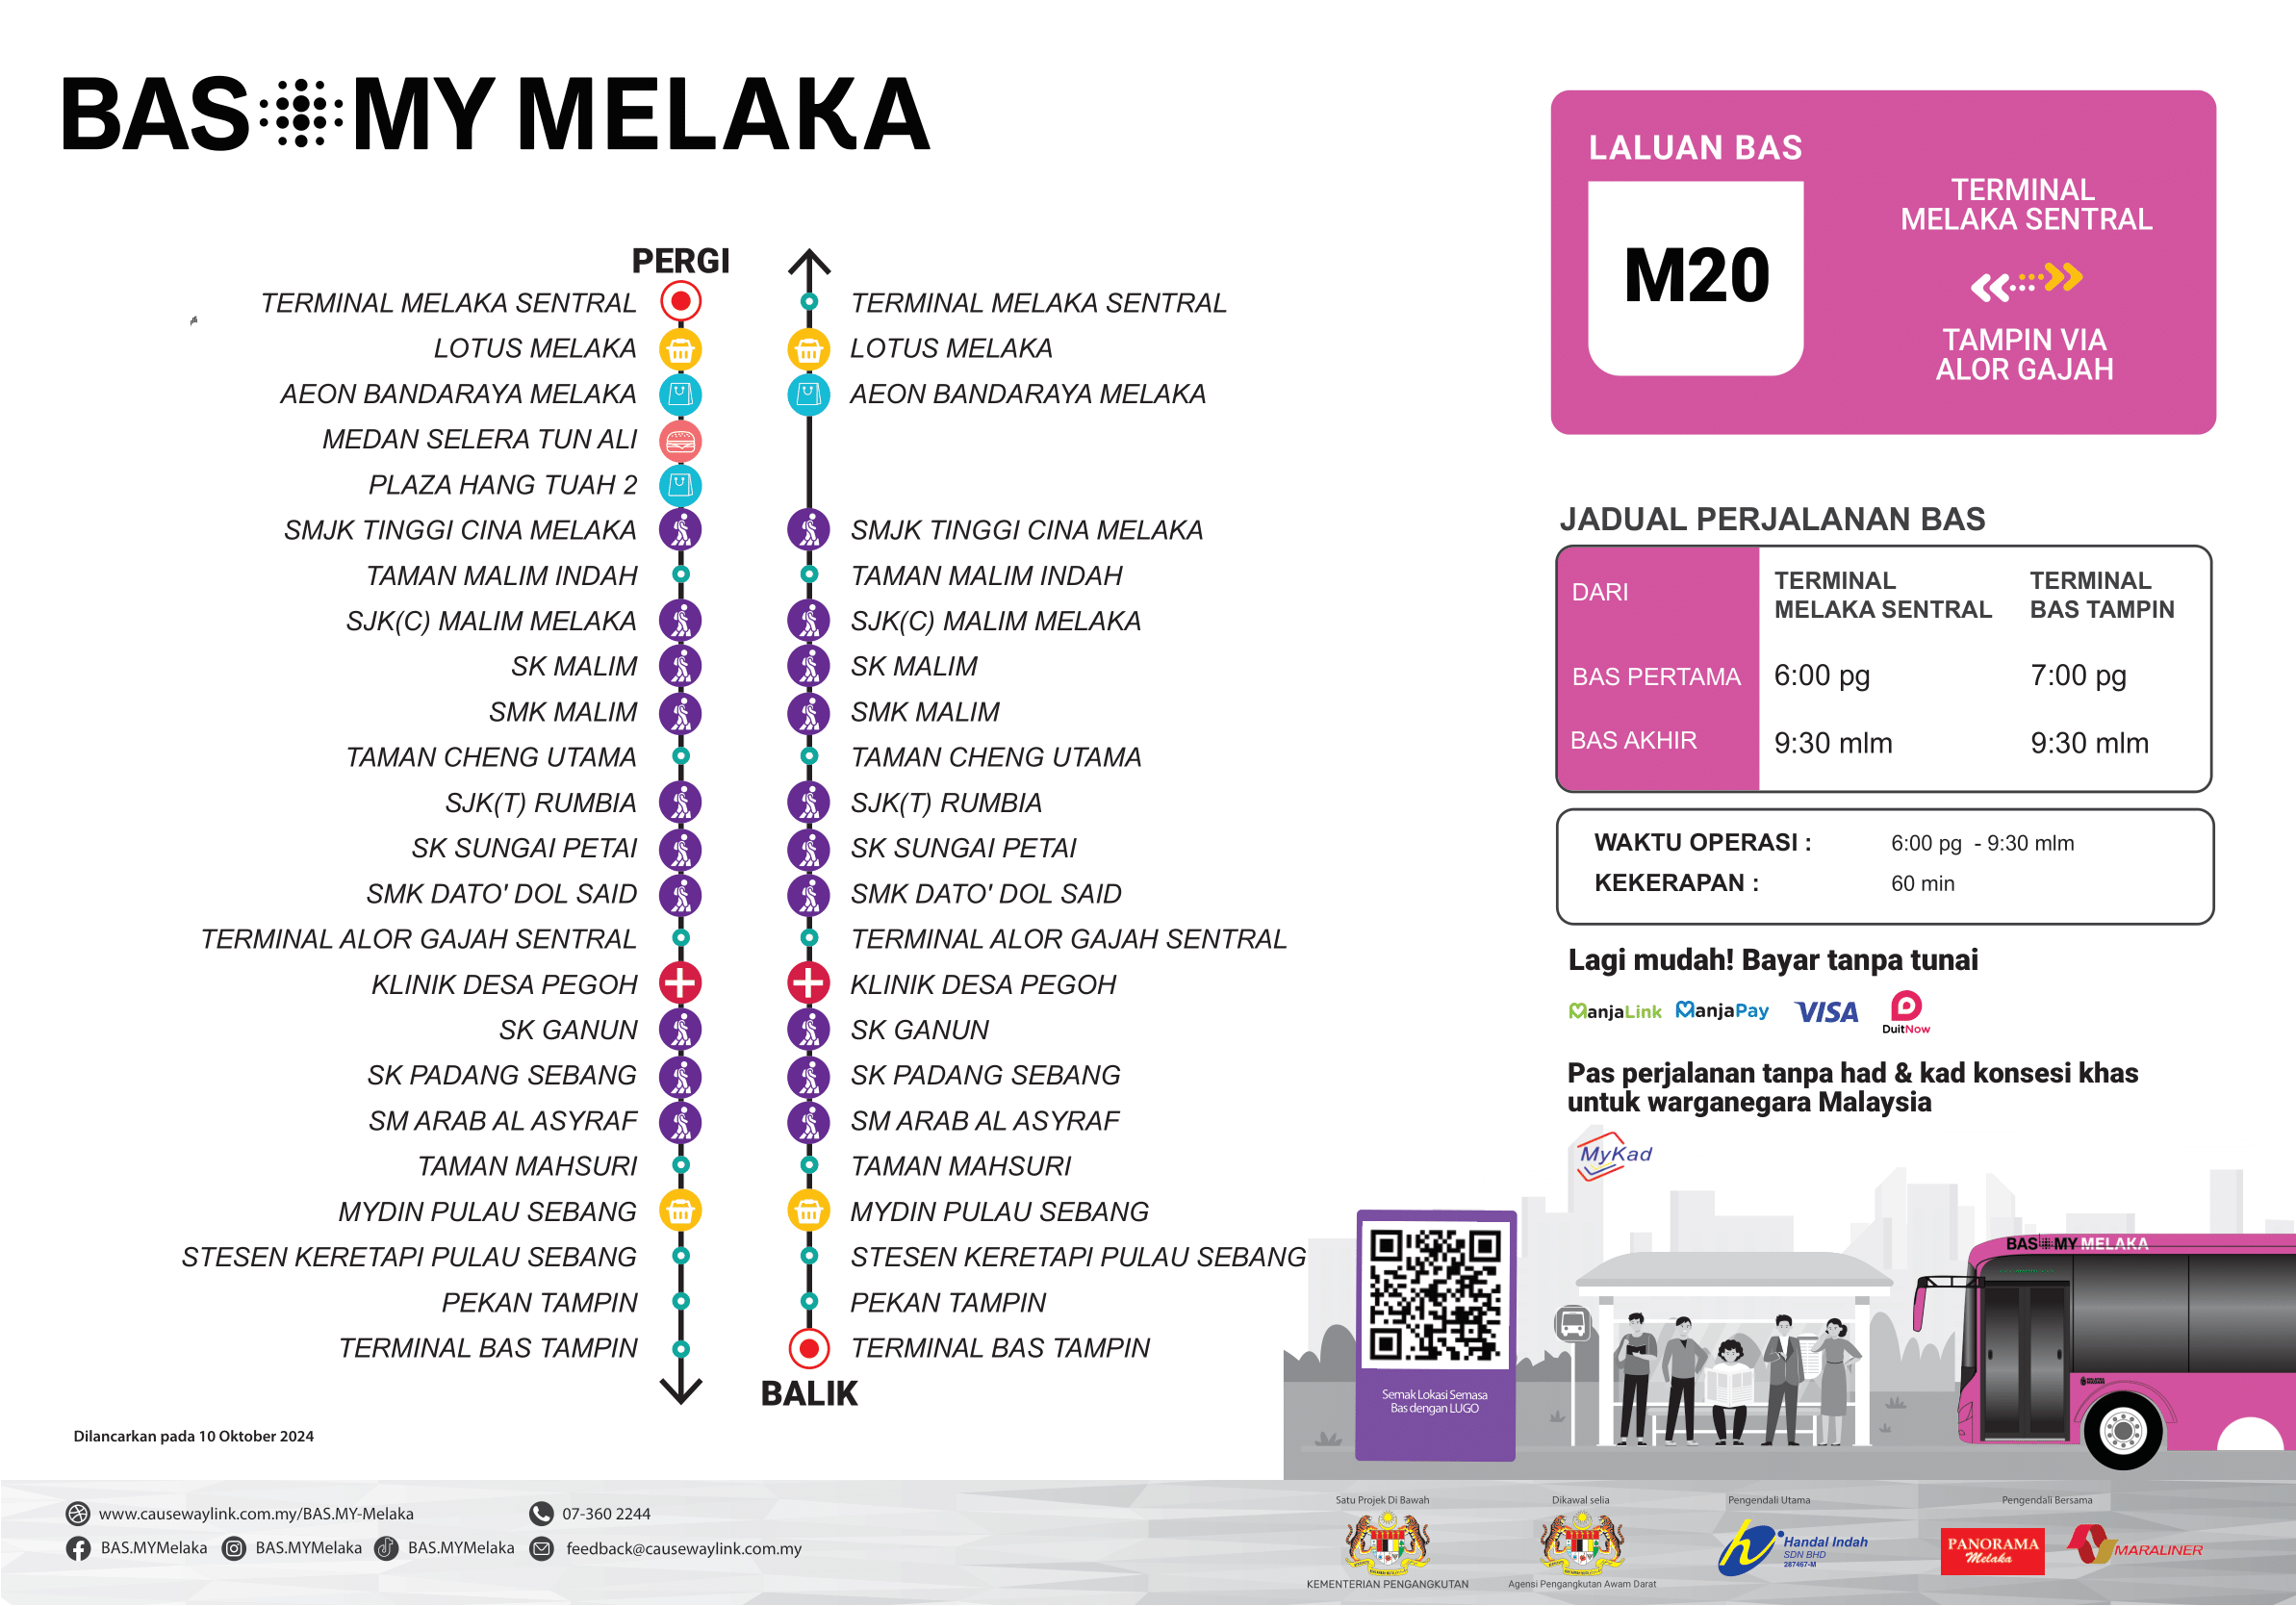 BAS MY MELAKA
PERGI
TERMINAL MELAKA SENTRAL
LOTUS MELAKA
AEON BANDARAYA MELAKA
MEDAN SELERA TUN ALI
PLAZA HANG TUAH 2
SMJK TINGGI CINA MELAKA
TAMAN MALIM INDAH
SJK(C) MALIM MELAKA
SK MALIM
SMK MALIM
TAMAN CHENG UTAMA
SJK(T) RUMBIA
SK SUNGAI PETAI
SMK DATO' DOL SAID
TERMINAL ALOR GAJAH SENTRAL
KLINIK DESA PEGOH
SK GANUN
SK PADANG SEBANG
SM ARAB AL ASYRAF
TAMAN MAHSURI
MYDIN PULAU SEBANG
STESEN KERETAPI PULAU SEBANG
PEKAN TAMPIN
TERMINAL BAS TAMPIN
TERMINAL MELAKA SENTRAL
LOTUS MELAKA
AEON BANDARAYA MELAKA
SMJK TINGGI CINA MELAKA
TAMAN MALIM INDAH
SJK(C) MALIM MELAKA
SK MALIM
SMK MALIM
TAMAN CHENG UTAMA
SJK(T) RUMBIA
SK SUNGAI PETAI
SMK DATO' DOL SAID
TERMINAL ALOR GAJAH SENTRAL
KLINIK DESA PEGOH
SK GANUN
SK PADANG SEBANG
SM ARAB AL ASYRAF
TAMAN MAHSURI
MYDIN PULAU SEBANG
STESEN KERETAPI PULAU SEBANG
PEKAN TAMPIN
TERMINAL BAS TAMPIN
BALIK
Dilancarkan pada 10 Oktober 2024
LALUAN BAS
M20
TERMINAL
MELAKA SENTRAL
TAMPIN VIA
ALOR GAJAH
JADUAL PERJALANAN BAS
DARI
TERMINAL
MELAKA SENTRAL
TERMINAL
BAS TAMPIN
BAS PERTAMA 6:00 pg 7:00 pg
BAS AKHIR 9:30 mlm 9:30 mlm
WAKTU OPERASI : 6:00 pg - 9:30 mlm
KEKERAPAN : 60 min
Lagi mudah! Bayar tanpa tunai
ManjaLink ManjaPay VISA DuitNow
Pas perjalanan tanpa had & kad konsesi khas
untuk warganegara Malaysia
MyKad
BAS MY MELAKA
Semak Lokasi Semasa
Bas dengan LUGO
www.causewaylink.com.my/BAS.MY-Melaka 07-360 2244
BAS.MYMelaka BAS.MYMelaka BAS.MYMelaka feedback@causewaylink.com.my
Satu Projek Di Bawah
KEMENTERIAN PENGANGKUTAN
Dikawal selia
Agensi Pengangkutan Awam Darat
Pengendali Utama
Handal Indah
SDN BHD
287467-M
Pengendali Bersama
PANORAMA
Melaka
MARALINER